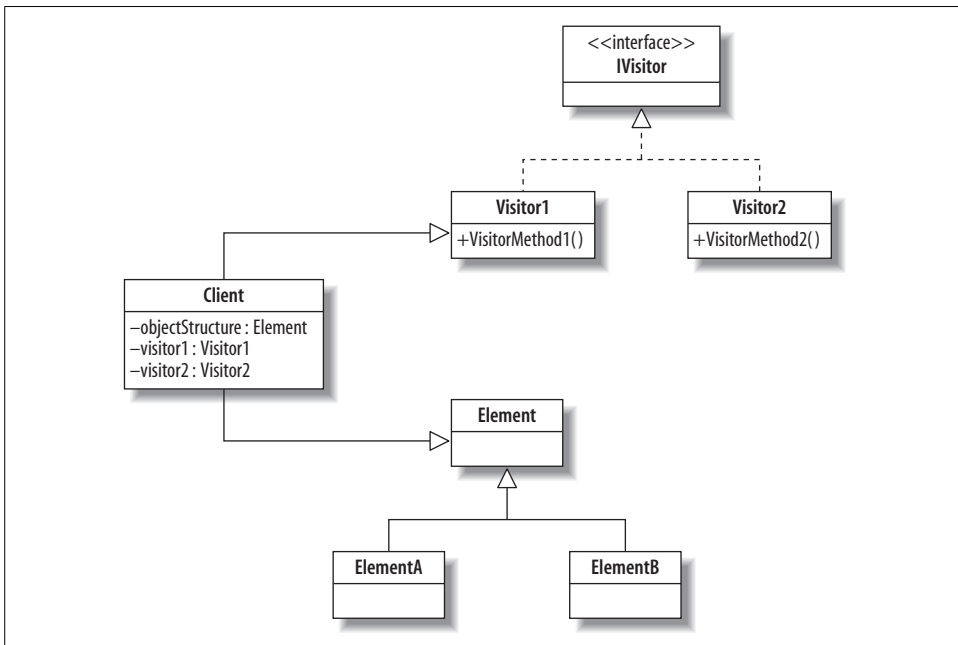 <<interface>>
IVisitor
Visitor1
+VisitorMethod1()
Visitor2
+VisitorMethod2()
Client
–objectStructure : Element
–visitor1 : Visitor1
–visitor2 : Visitor2
Element
ElementA
ElementB